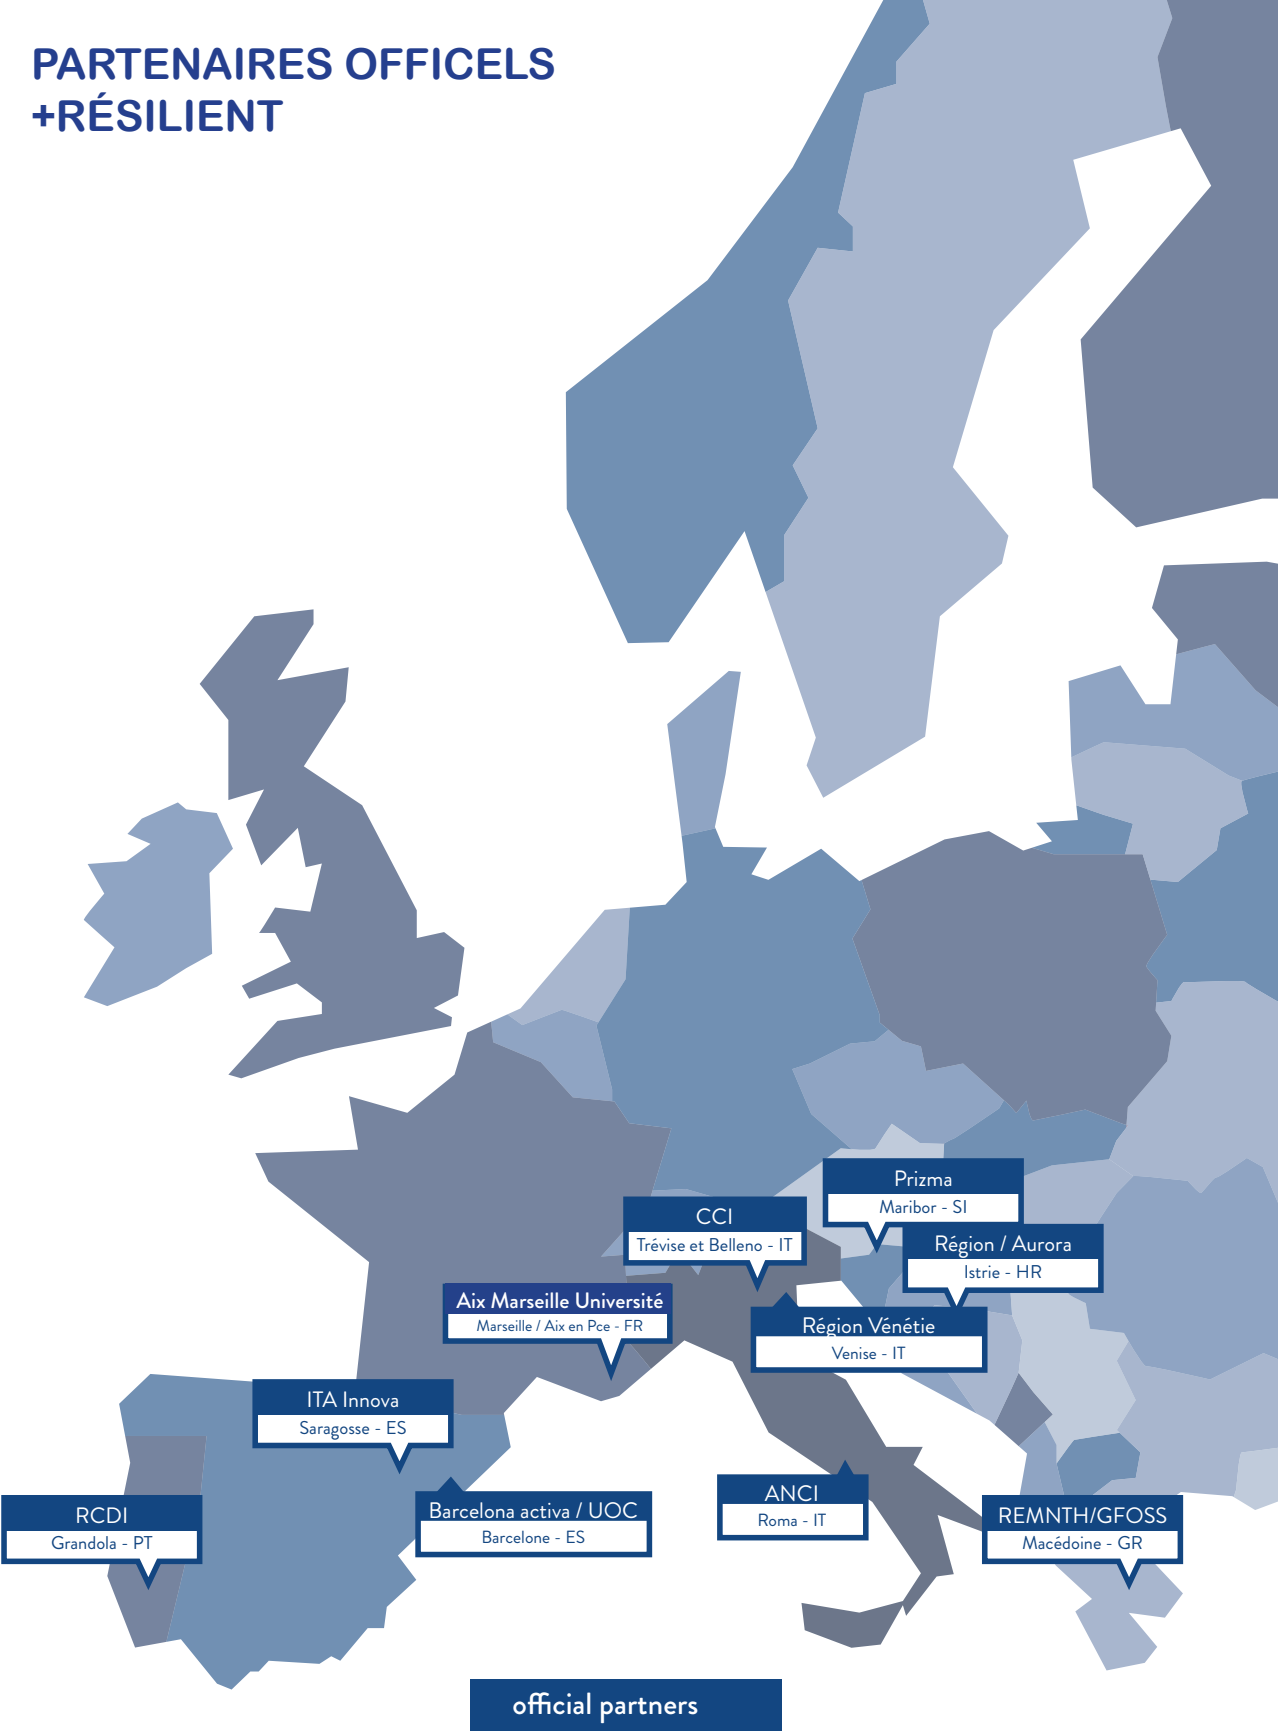 PARTENAIRES OFFICELS
+RÉSILIENT
Prizma
Maribor - SI
CCI
Trévise et Belleno - IT
Région / Aurora
Istrie - HR
Aix Marseille Université
Marseille / Aix en Pce - FR
Région Vénétie
Venise - IT
ITA Innova
Saragosse - ES
Barcelona activa / UOC
Barcelone - ES
ANCI
Roma - IT
RCDI
Grandola - PT
REMNTH/GFOSS
Macédoine - GR
official partners